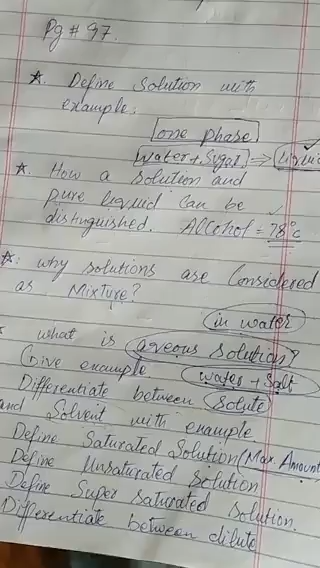 Pg # 97.
*. Define Solution with
example.
one phase
Water + Sugar => Liquid
*. How a solution and
pure liquid can be
distinguished. Alcohol = 78°c
*. why solutions are Considered
as Mixture?
in water
what is aqeous solution?
Give example water + Salt
Differentiate between Solute
and Solvent with example.
Define Saturated Solution (Max. Amount
Define Unsaturated Solution
Define Super saturated Solution.
Differentiate between dilute